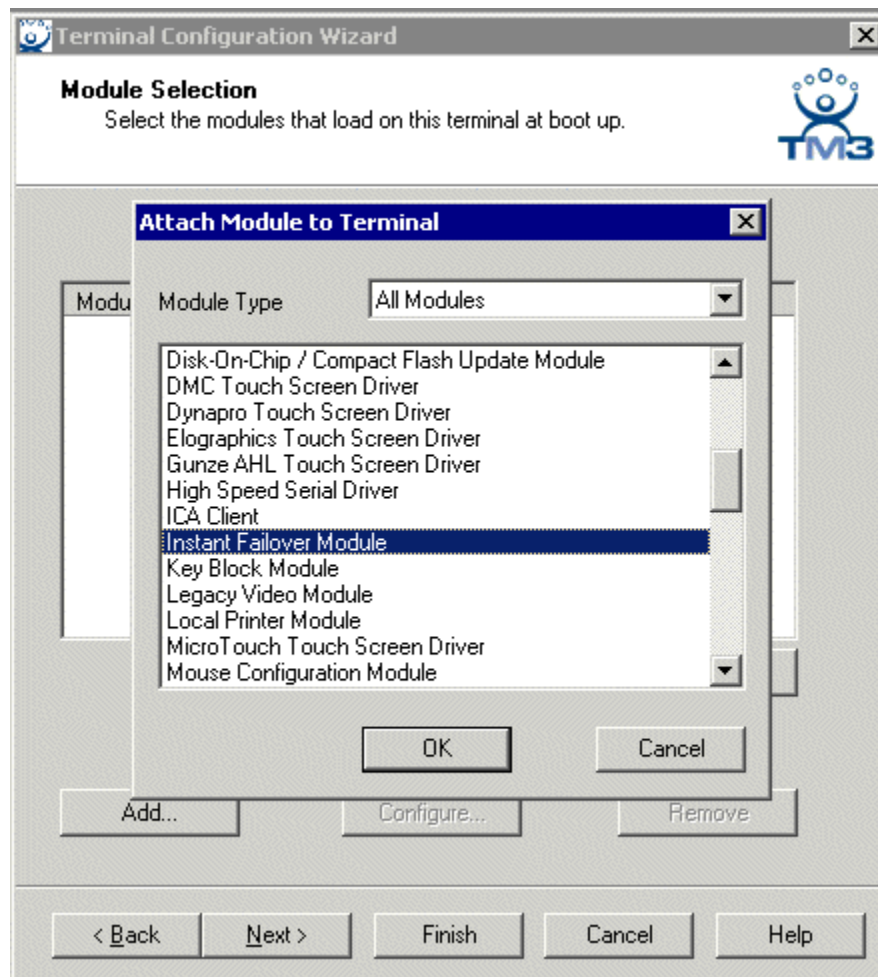 Terminal Configuration Wizard
Module Selection
Select the modules that load on this terminal at boot up.
TM3
Attach Module to Terminal
Modu
Module Type
All Modules
Disk-On-Chip / Compact Flash Update Module
DMC Touch Screen Driver
Dynapro Touch Screen Driver
Elographics Touch Screen Driver
Gunze AHL Touch Screen Driver
High Speed Serial Driver
ICA Client
Instant Failover Module
Key Block Module
Legacy Video Module
Local Printer Module
MicroTouch Touch Screen Driver
Mouse Configuration Module
OK Cancel
Add... Configure... Remove
< Back Next > Finish Cancel Help